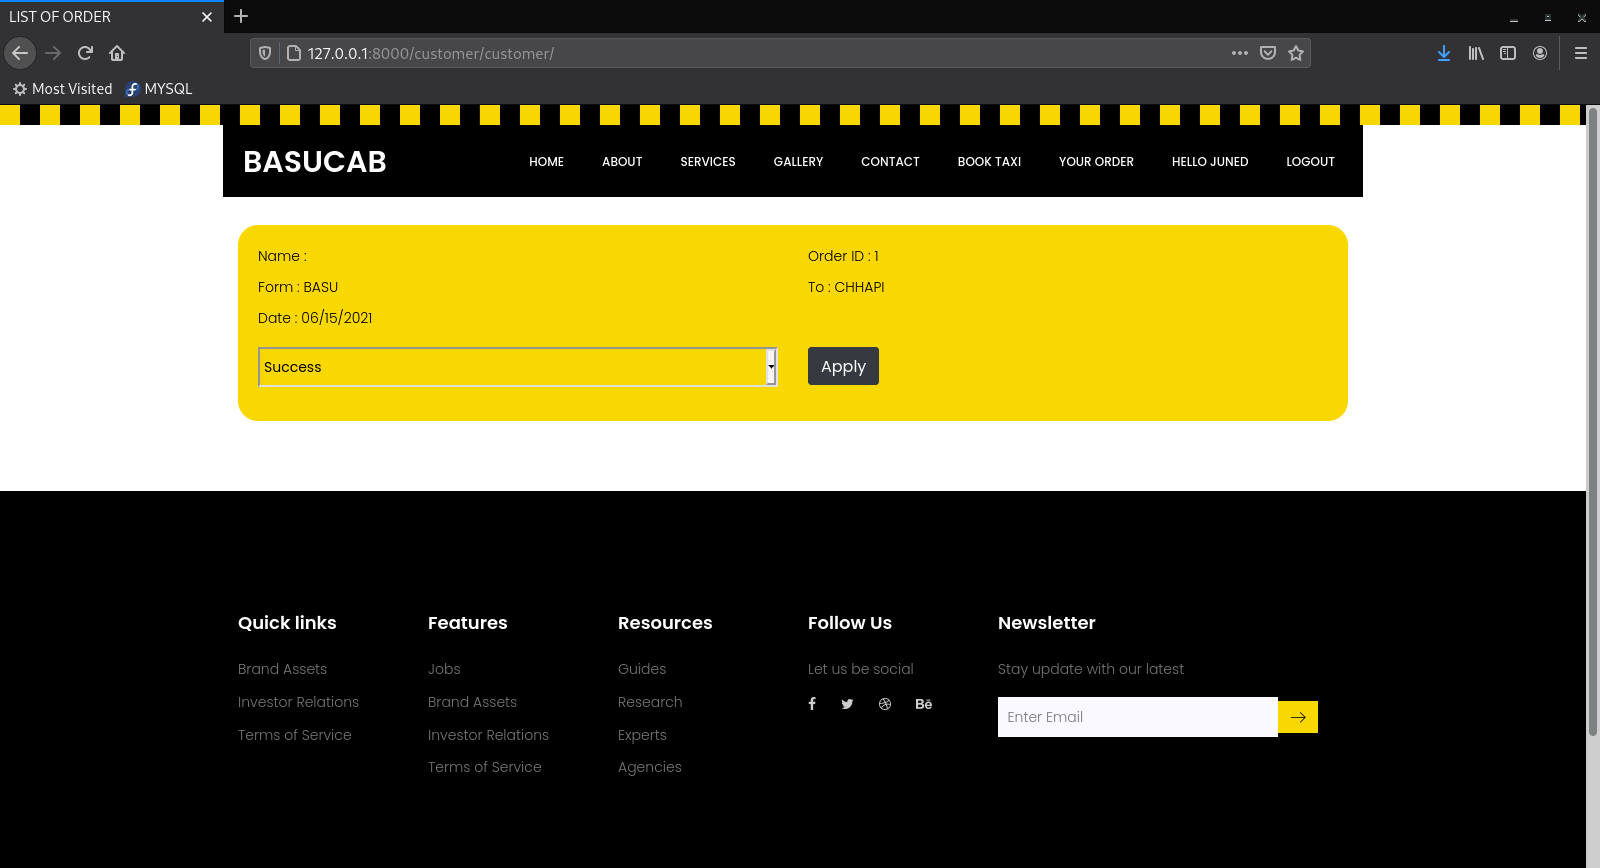 LIST OF ORDER
127.0.0.1:8000/customer/customer/
Most Visited MYSQL
BASUCAB HOME ABOUT SERVICES GALLERY CONTACT BOOK TAXI YOUR ORDER HELLO JUNED LOGOUT
Name : Order ID : 1
Form : BASU To : CHHAPI
Date : 06/15/2021
Success Apply
Quick links Features Resources Follow Us Newsletter
Brand Assets Jobs Guides Let us be social Stay update with our latest
Investor Relations Brand Assets Research Bē
Enter Email
Terms of Service Investor Relations Experts
Terms of Service Agencies